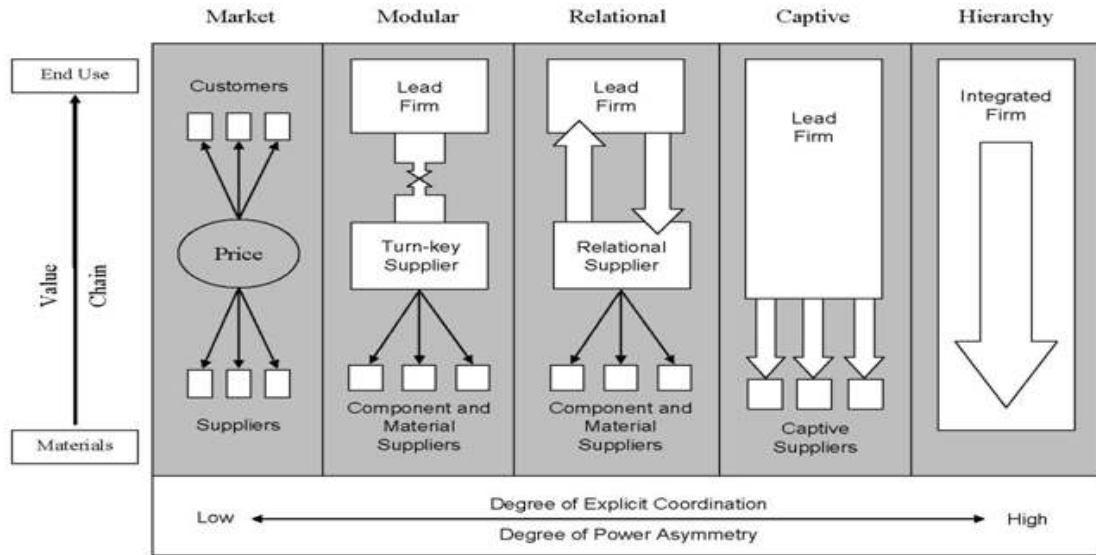 Market
Modular
Relational
Captive
Hierarchy
End Use
Value
Chain
Materials
Customers
Price
Suppliers
Lead
Firm
Turn-key
Supplier
Component and
Material
Suppliers
Lead
Firm
Relational
Supplier
Component and
Material
Suppliers
Lead
Firm
Captive
Suppliers
Integrated
Firm
Low
Degree of Explicit Coordination
Degree of Power Asymmetry
High